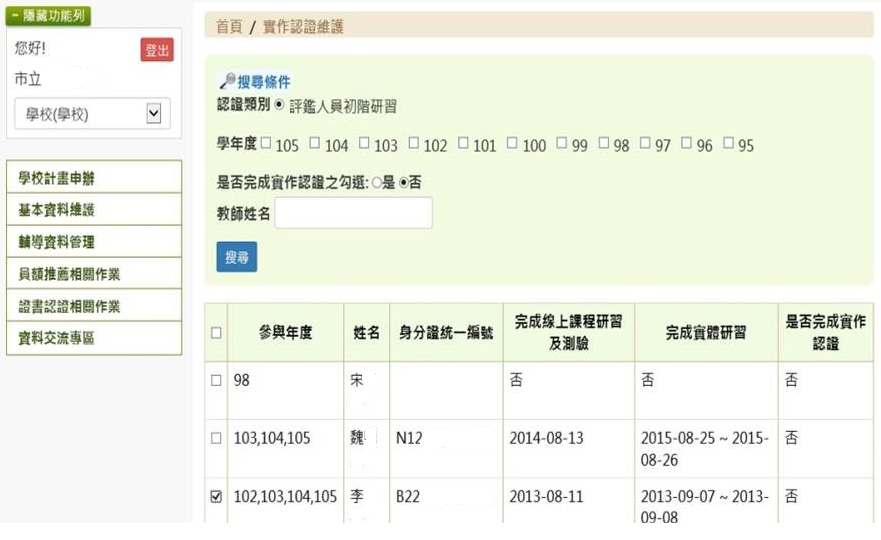 - 隱藏功能列
您好!
登出
市立
學校(學校)
學校計畫申辦
基本資料維護
輔導資料管理
員額推薦相關作業
證書認證相關作業
資料交流專區
首頁 / 實作認證維護
搜尋條件
認證類別 評鑑人員初階研習
學年度 105 104 103 102 101 100 99 98 97 96 95
是否完成實作認證之勾選: 是 否
教師姓名
搜尋
參與年度 姓名 身分證統一編號 完成線上課程研習及測驗 完成實體研習 是否完成實作認證
98 宋 否 否 否
103,104,105 魏 N12 2014-08-13 2015-08-25 ~ 2015-08-26 否
102,103,104,105 李 B22 2013-08-11 2013-09-07 ~ 2013-09-08 否